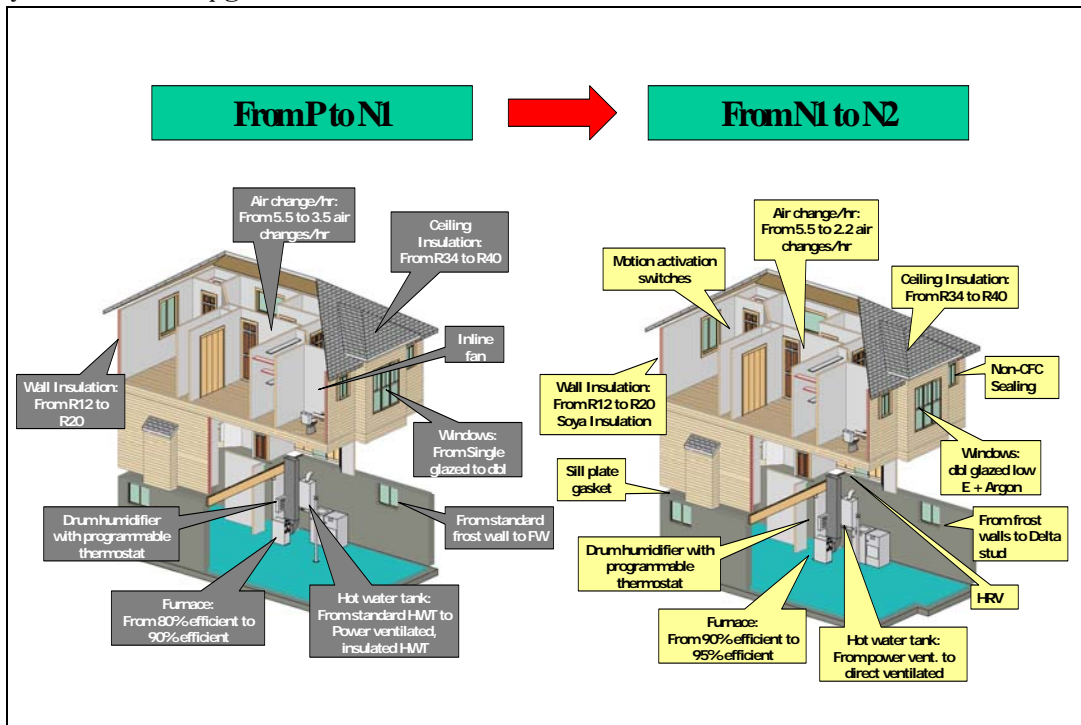 From P to N1
From N1 to N2
Air change/hr:
From 5.5 to 3.5 air
changes/hr
Ceiling
Insulation:
From R34 to R40
Inline
fan
Wall Insulation:
From R12 to
R20
Windows:
From Single
glazed to dbl
Drum humidifier
with programmable
thermostat
From standard
frost wall to FW
Furnace:
From 80% efficient to
90% efficient
Hot water tank:
From standard HWT to
Power ventilated,
insulated HWT
Air change/hr:
From 5.5 to 2.2 air
changes/hr
Motion activation
switches
Ceiling Insulation:
From R34 to R40
Non-CFC
Sealing
Wall Insulation:
From R12 to R20
Soya Insulation
Windows:
dbl glazed low
E + Argon
Sill plate
gasket
From frost
walls to Delta
stud
Drum humidifier with
programmable
thermostat
HRV
Furnace:
From 90% efficient to
95% efficient
Hot water tank:
From power vent. to
direct ventilated